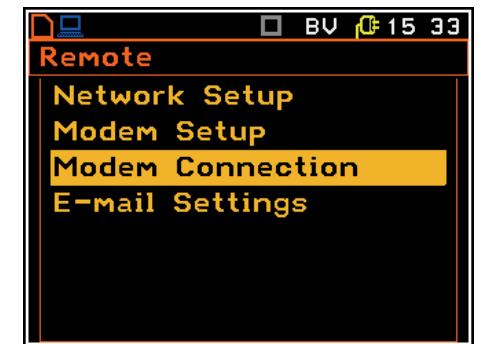 BV 15 33
Remote
Network Setup
Modem Setup
Modem Connection
E-mail Settings